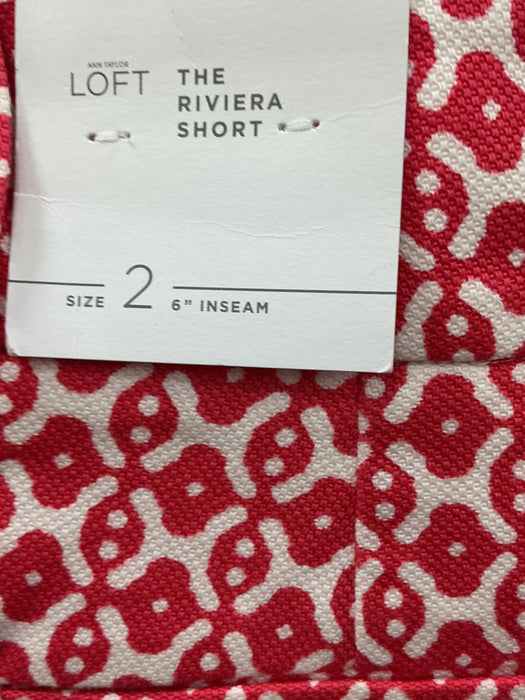 ANN TAYLOR
LOFT
THE
RIVIERA
SHORT
SIZE 2 6" INSEAM